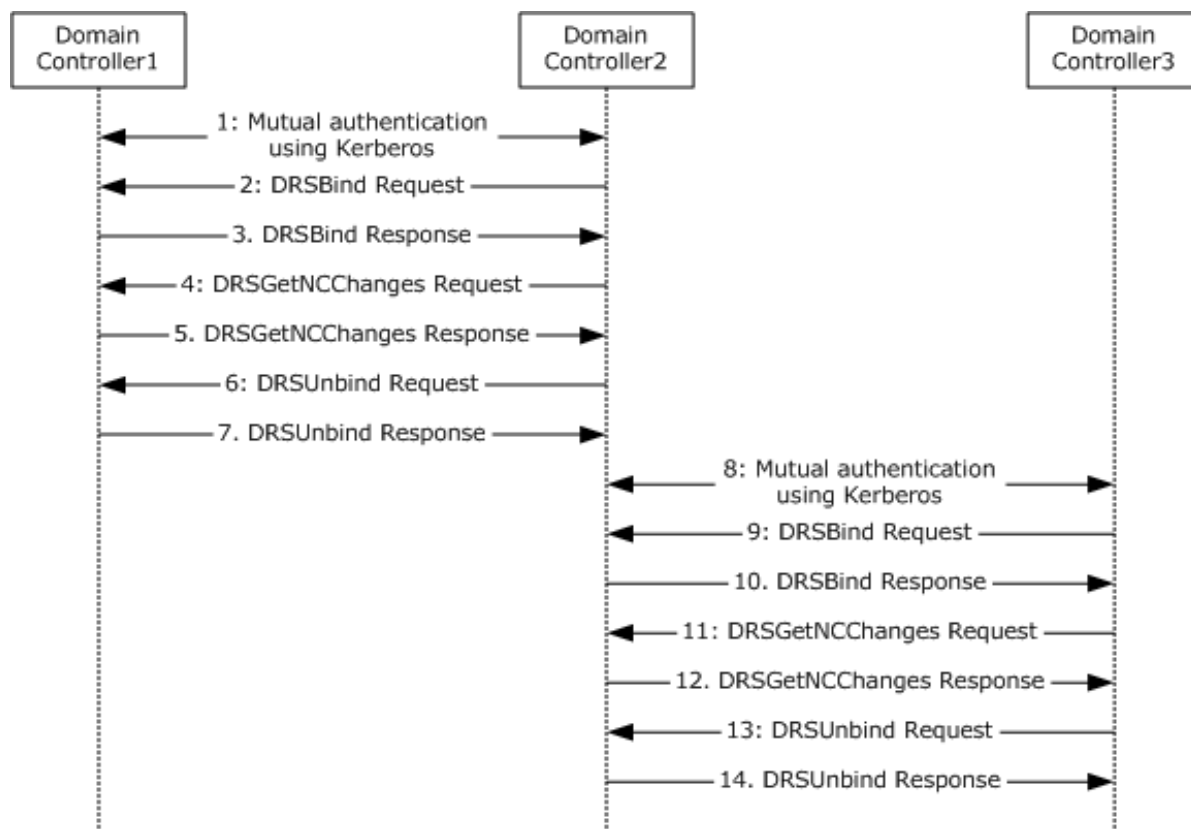 Domain
Controller1
Domain
Controller2
Domain
Controller3
1: Mutual authentication
using Kerberos
2: DRSBind Request
3. DRSBind Response
4: DRSGetNCChanges Request
5. DRSGetNCChanges Response
6: DRSUnbind Request
7. DRSUnbind Response
8: Mutual authentication
using Kerberos
9: DRSBind Request
10. DRSBind Response
11: DRSGetNCChanges Request
12. DRSGetNCChanges Response
13: DRSUnbind Request
14. DRSUnbind Response